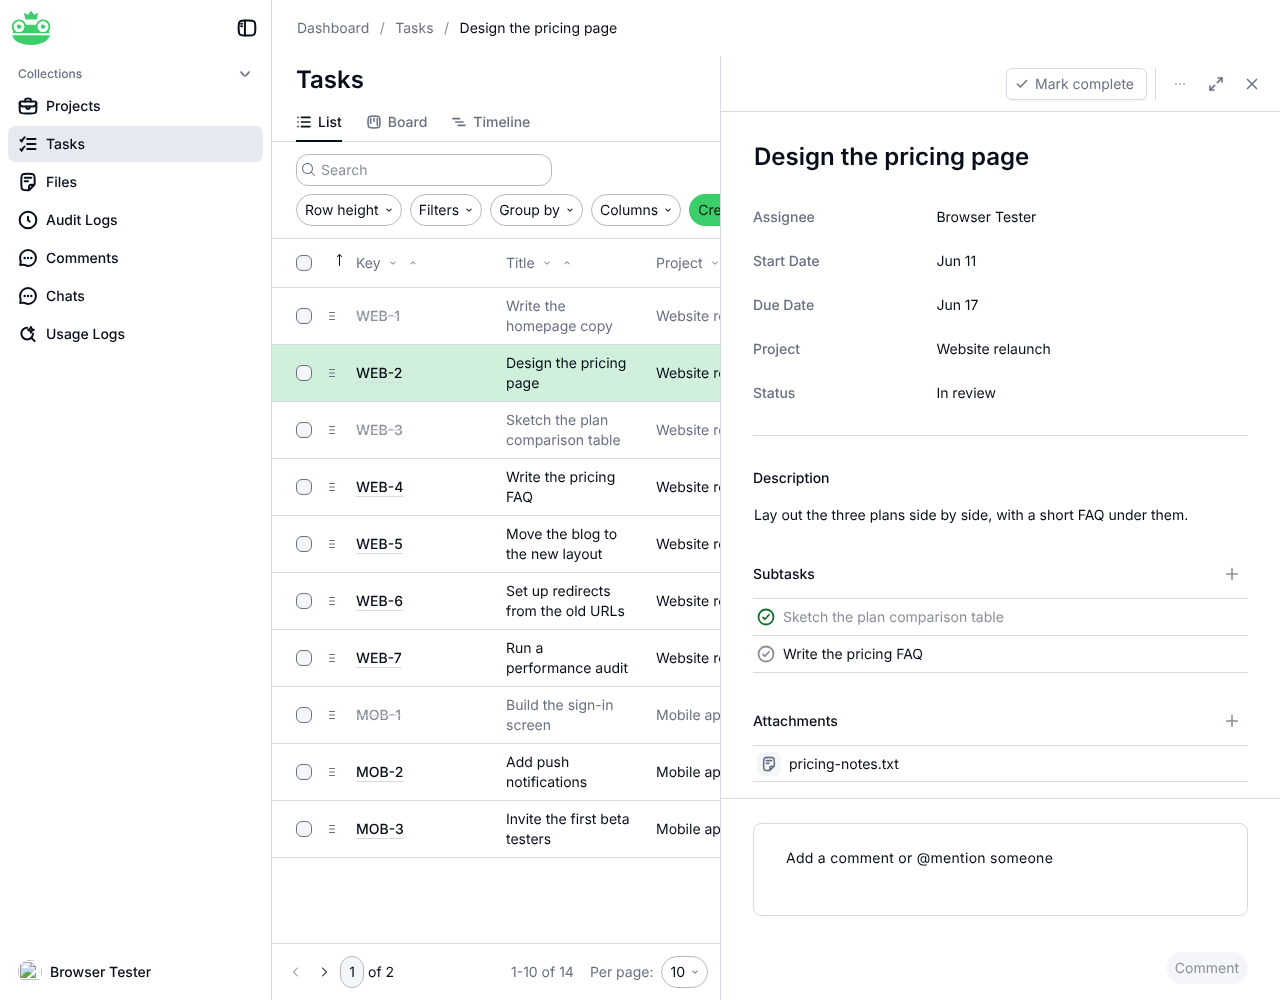 Dashboard / Tasks / Design the pricing page
Collections
Projects
Tasks
Files
Audit Logs
Comments
Chats
Usage Logs
Browser Tester
Tasks
List Board Timeline
Search
Row height Filters Group by Columns Cre
Key Title Project
WEB-1 Write the homepage copy Website re
WEB-2 Design the pricing page Website re
WEB-3 Sketch the plan comparison table Website re
WEB-4 Write the pricing FAQ Website re
WEB-5 Move the blog to the new layout Website re
WEB-6 Set up redirects from the old URLs Website re
WEB-7 Run a performance audit Website re
MOB-1 Build the sign-in screen Mobile ap
MOB-2 Add push notifications Mobile ap
MOB-3 Invite the first beta testers Mobile ap
1 of 2 1-10 of 14 Per page: 10
Mark complete
Design the pricing page
Assignee Browser Tester
Start Date Jun 11
Due Date Jun 17
Project Website relaunch
Status In review
Description
Lay out the three plans side by side, with a short FAQ under them.
Subtasks
Sketch the plan comparison table
Write the pricing FAQ
Attachments
pricing-notes.txt
Add a comment or @mention someone
Comment